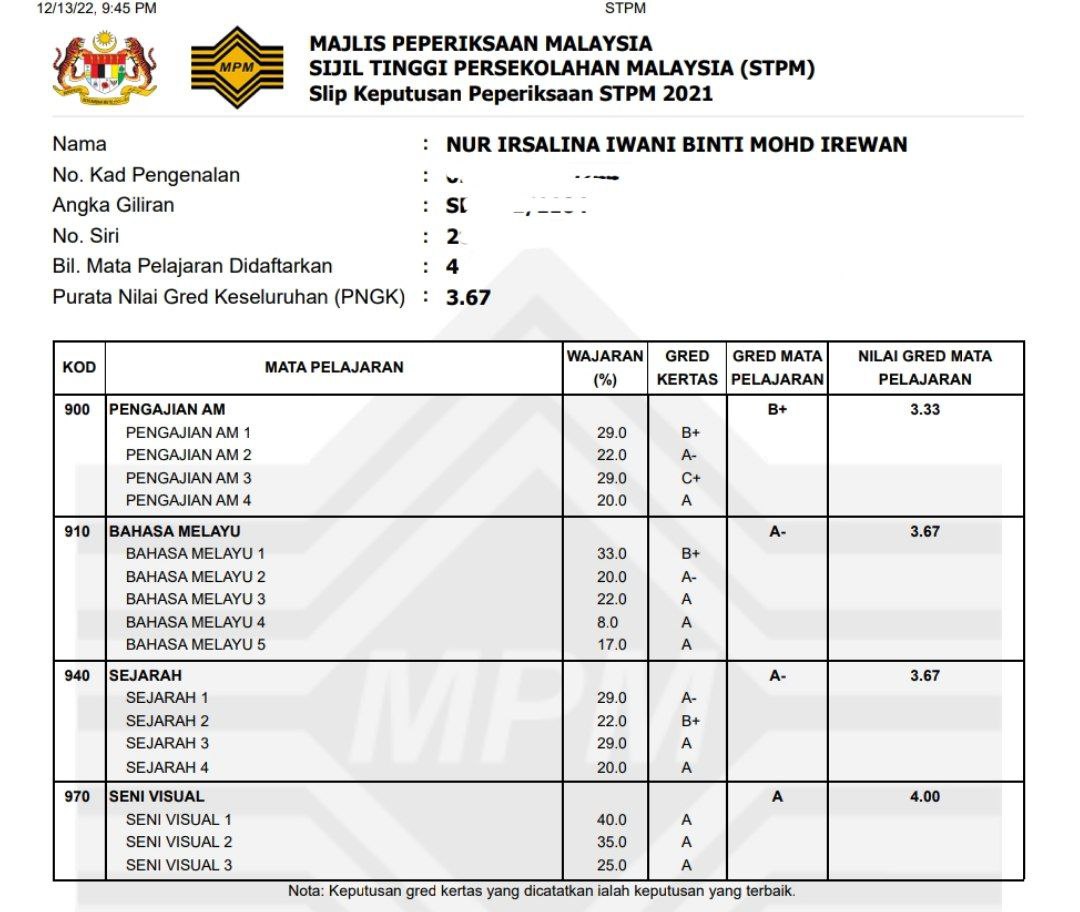 12/13/22, 9:45 PM STPM
MPM
MAJLIS PEPERIKSAAN MALAYSIA
SIJIL TINGGI PERSEKOLAHAN MALAYSIA (STPM)
Slip Keputusan Peperiksaan STPM 2021
Nama : NUR IRSALINA IWANI BINTI MOHD IREWAN
No. Kad Pengenalan :
Angka Giliran :
No. Siri : 2
Bil. Mata Pelajaran Didaftarkan : 4
Purata Nilai Gred Keseluruhan (PNGK) : 3.67
KOD MATA PELAJARAN WAJARAN (%) GRED KERTAS GRED MATA PELAJARAN NILAI GRED MATA PELAJARAN
900 PENGAJIAN AM B+ 3.33
PENGAJIAN AM 1 29.0 B+
PENGAJIAN AM 2 22.0 A-
PENGAJIAN AM 3 29.0 C+
PENGAJIAN AM 4 20.0 A
910 BAHASA MELAYU A- 3.67
BAHASA MELAYU 1 33.0 B+
BAHASA MELAYU 2 20.0 A-
BAHASA MELAYU 3 22.0 A
BAHASA MELAYU 4 8.0 A
BAHASA MELAYU 5 17.0 A
940 SEJARAH A- 3.67
SEJARAH 1 29.0 A-
SEJARAH 2 22.0 B+
SEJARAH 3 29.0 A
SEJARAH 4 20.0 A
970 SENI VISUAL A 4.00
SENI VISUAL 1 40.0 A
SENI VISUAL 2 35.0 A
SENI VISUAL 3 25.0 A
MPM
Nota: Keputusan gred kertas yang dicatatkan ialah keputusan yang terbaik.